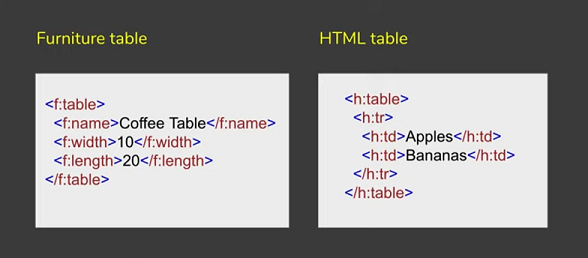 Furniture table
<f:table>
<f:name>Coffee Table</f:name>
<f:width>10</f:width>
<f:length>20</f:length>
</f:table>
HTML table
<h:table>
<h:tr>
<h:td>Apples</h:td>
<h:td>Bananas</h:td>
</h:tr>
</h:table>